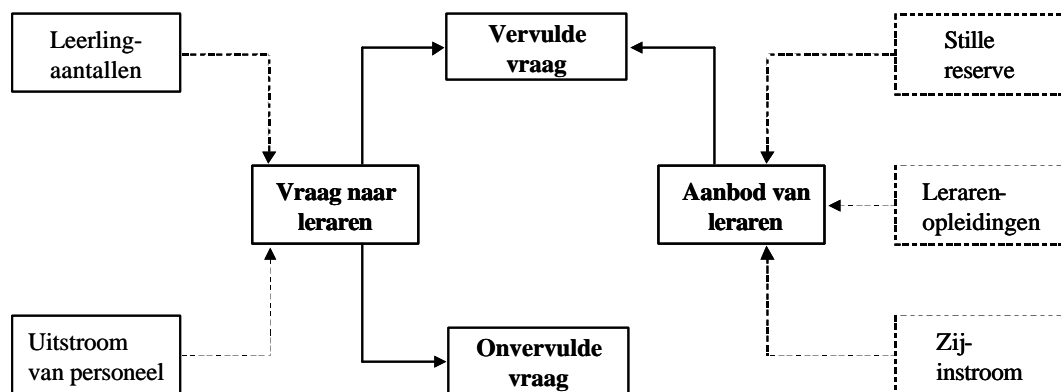 Leerling-
aantallen
Vervulde
vraag
Stille
reserve
Vraag naar
leraren
Aanbod van
leraren
Leraren-
opleidingen
Uitstroom
van personeel
Onvervulde
vraag
Zij-
instroom